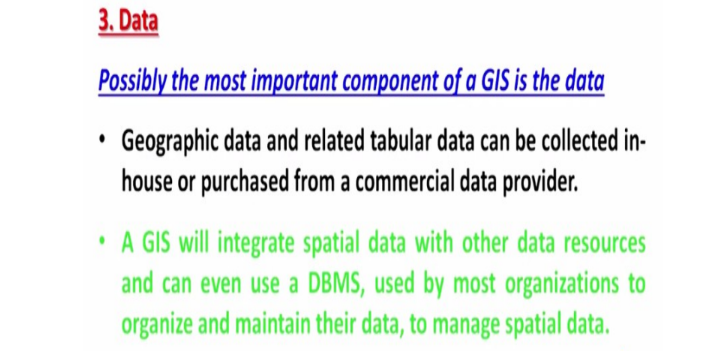 3. Data
Possibly the most important component of a GIS is the data
• Geographic data and related tabular data can be collected in-
house or purchased from a commercial data provider.
• A GIS will integrate spatial data with other data resources
and can even use a DBMS, used by most organizations to
organize and maintain their data, to manage spatial data.